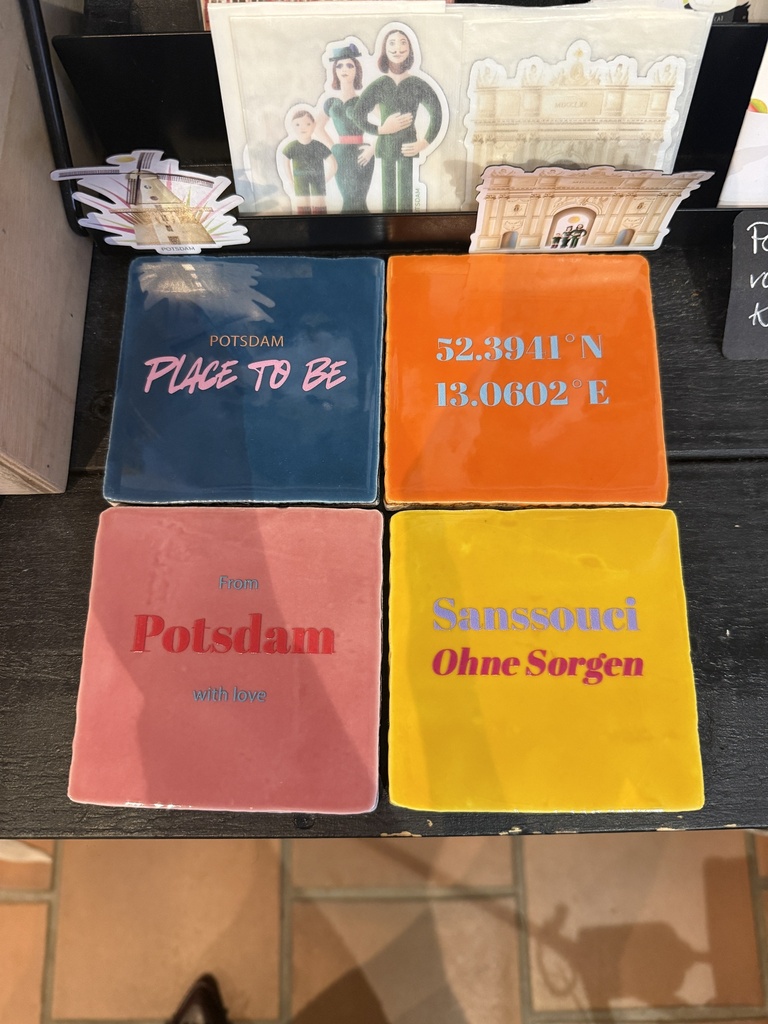 POTSDAM
POTSDAM
PLACE TO BE
52.3941° N
13.0602° E
From
Potsdam
with love
Sanssouci
Ohne Sorgen